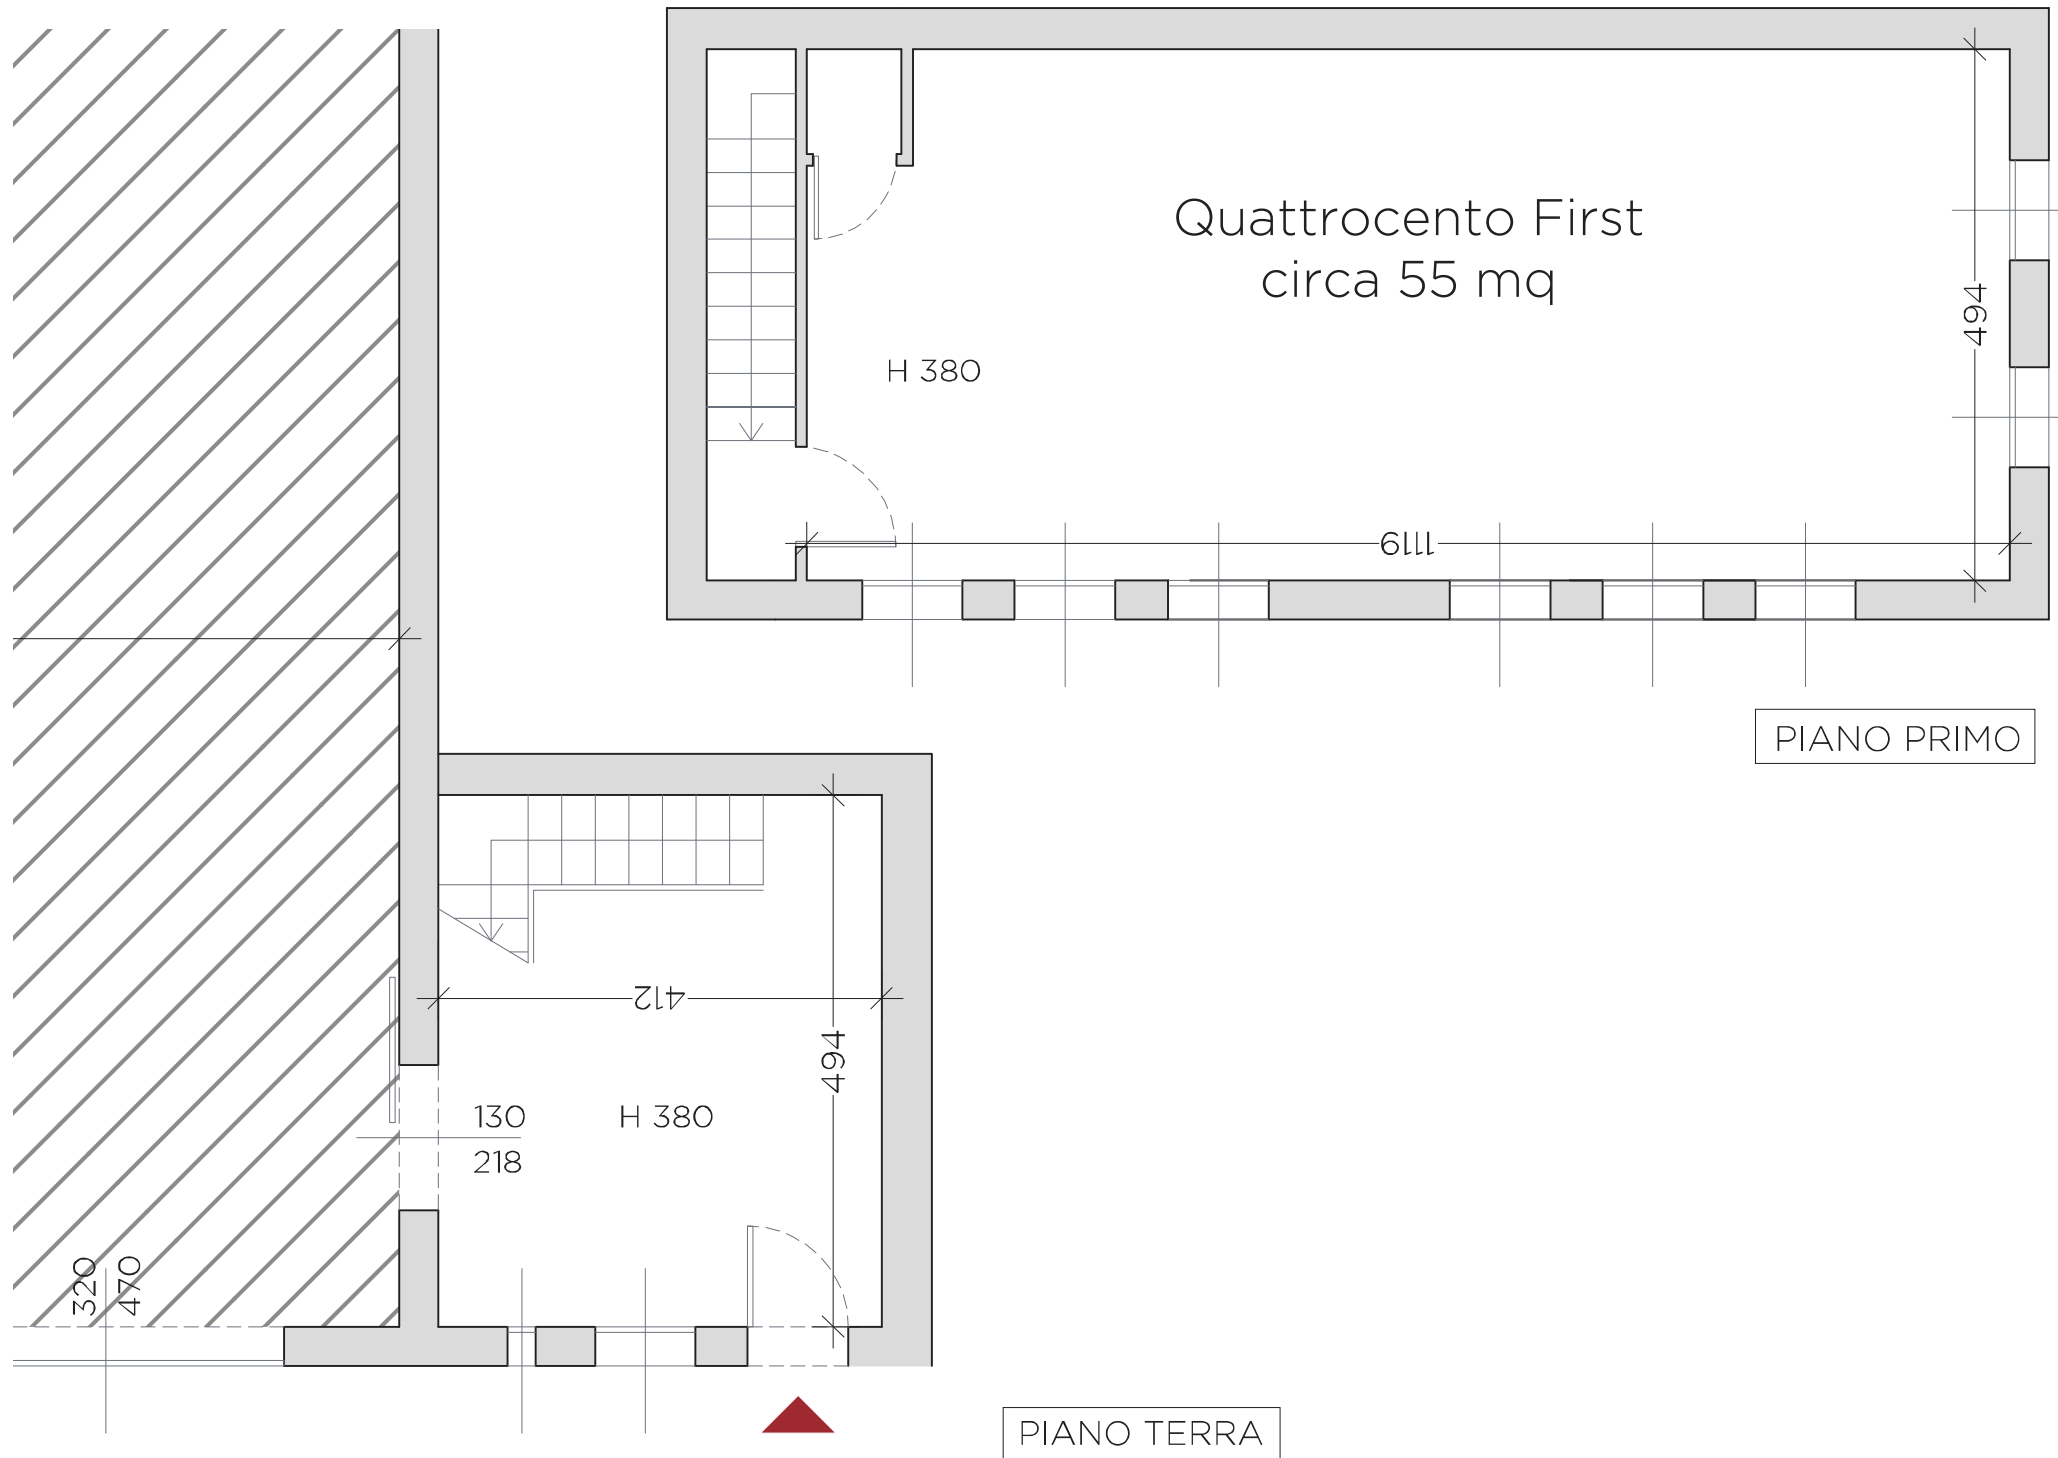 Quattrocento First
circa 55 mq
494
H 380
1119
PIANO PRIMO
412
494
130
218
H 380
320
470
PIANO TERRA